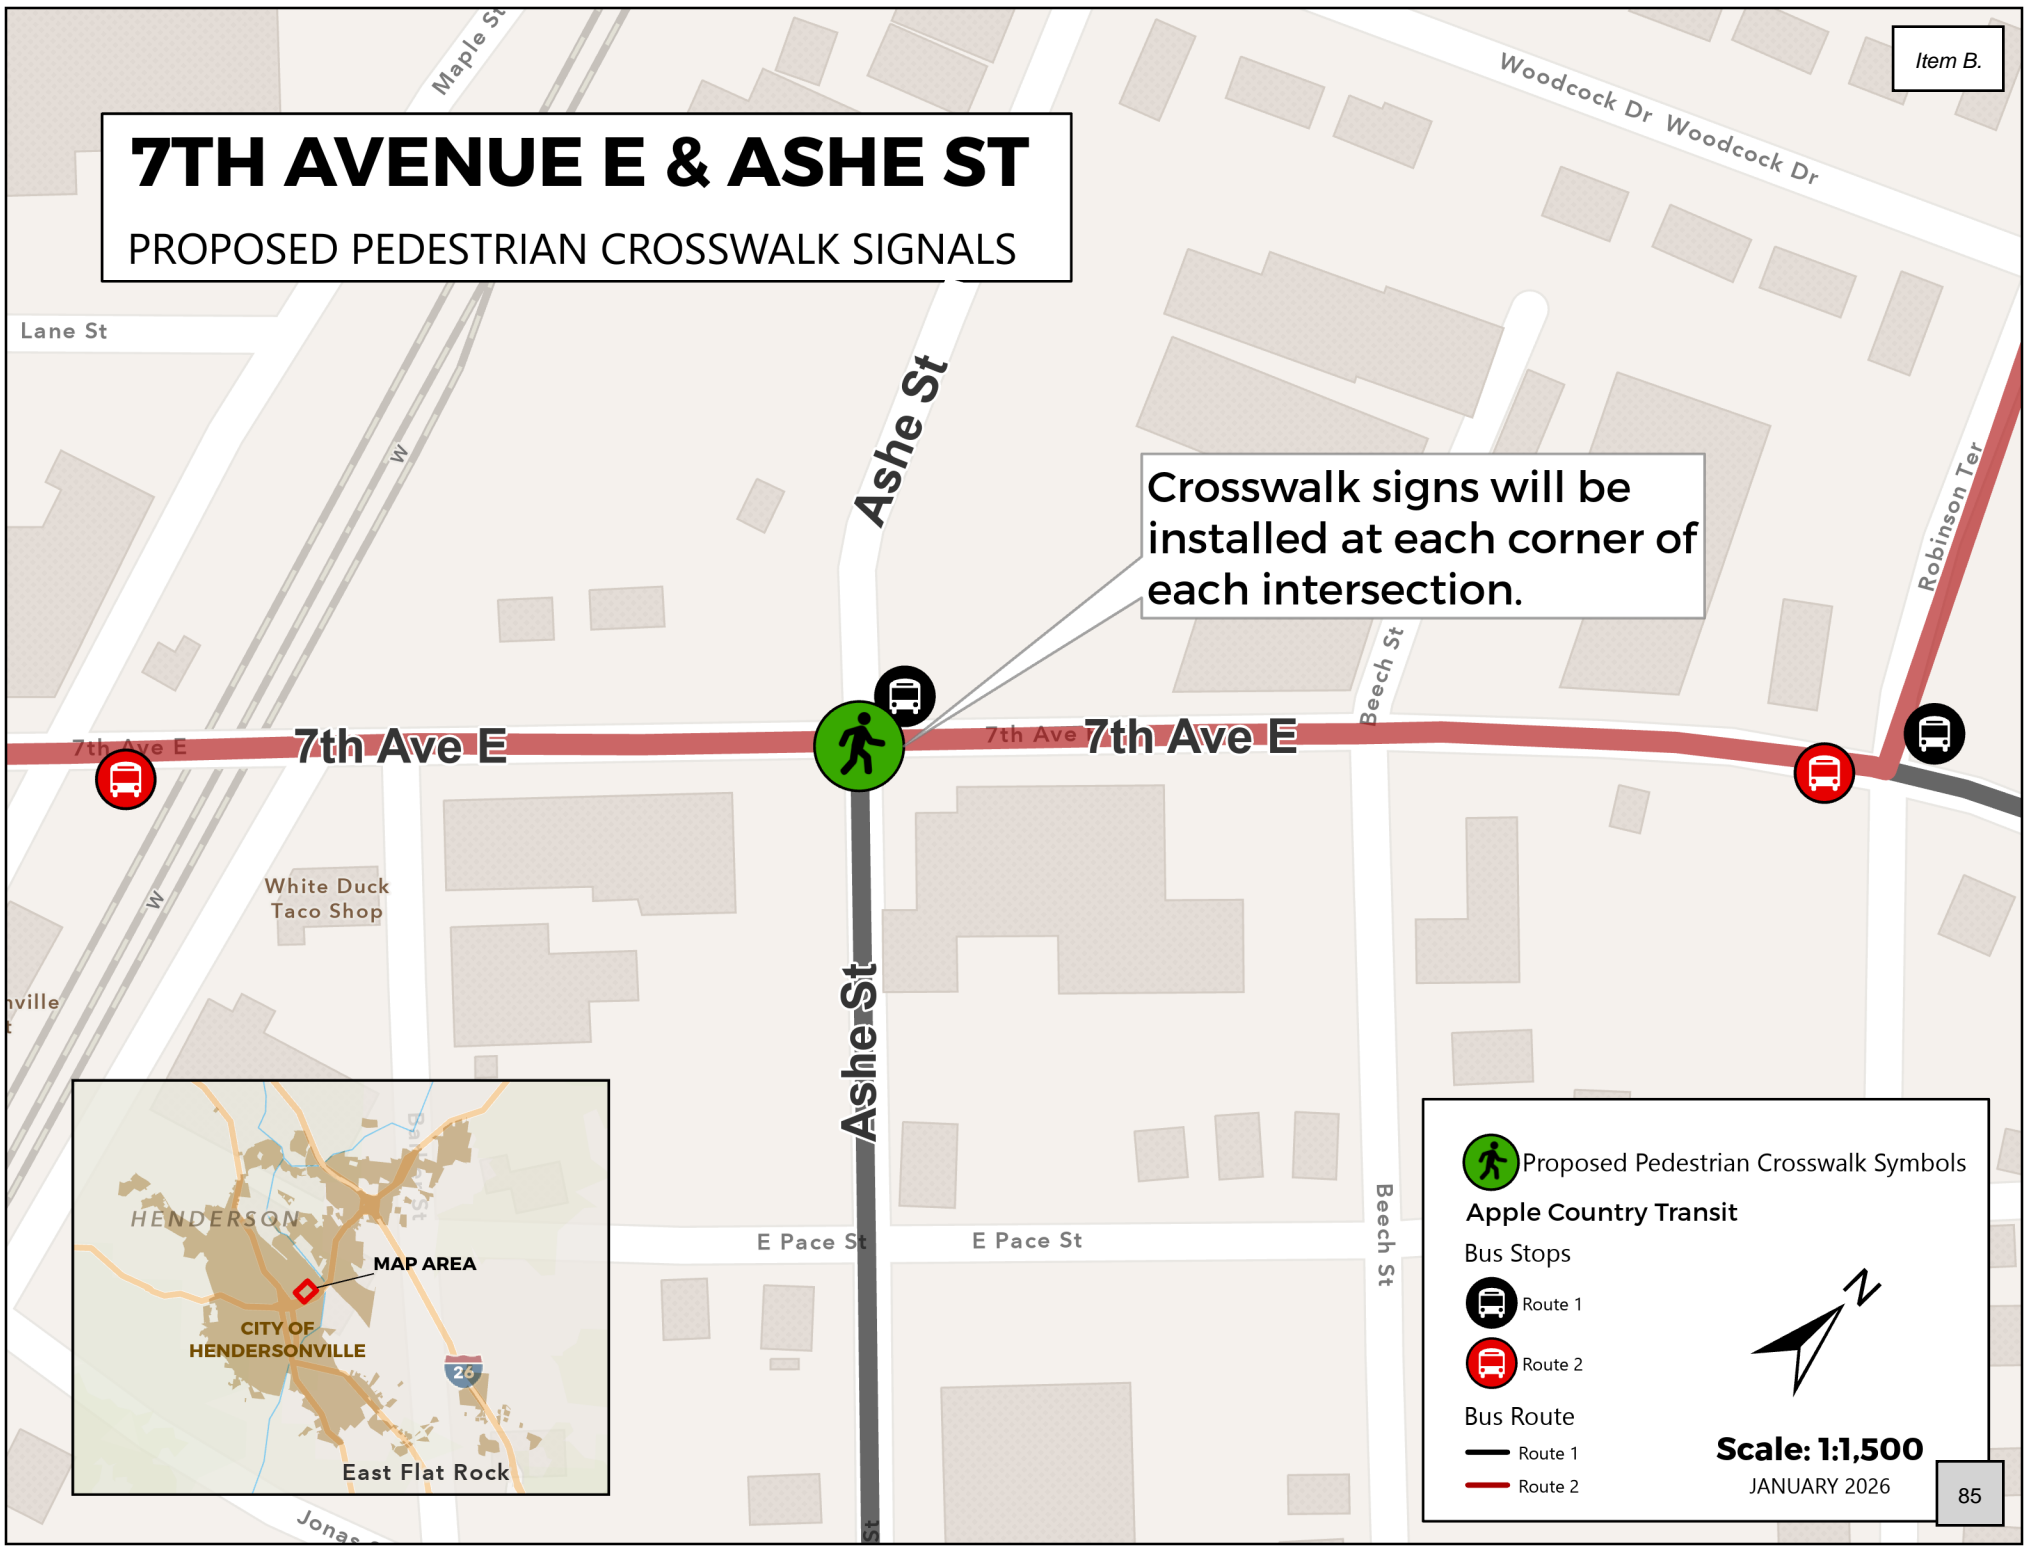 Maple St
Woodcock Dr
Woodcock Dr
Item B.
7TH AVENUE E & ASHE ST
PROPOSED PEDESTRIAN CROSSWALK SIGNALS
Lane St
Ashe St
Crosswalk signs will be
installed at each corner of
each intersection.
Robinson Ter
Beech St
7th Ave E
7th Ave E
7th Ave
7th Ave E
White Duck
Taco Shop
Ashe St
HENDERSON
MAP AREA
CITY OF
HENDERSONVILLE
26
East Flat Rock
E Pace St
E Pace St
Beech St
Jonas
St
Proposed Pedestrian Crosswalk Symbols
Apple Country Transit
Bus Stops
Route 1
Route 2
Bus Route
Route 1
Route 2
N
Scale: 1:1,500
JANUARY 2026
85